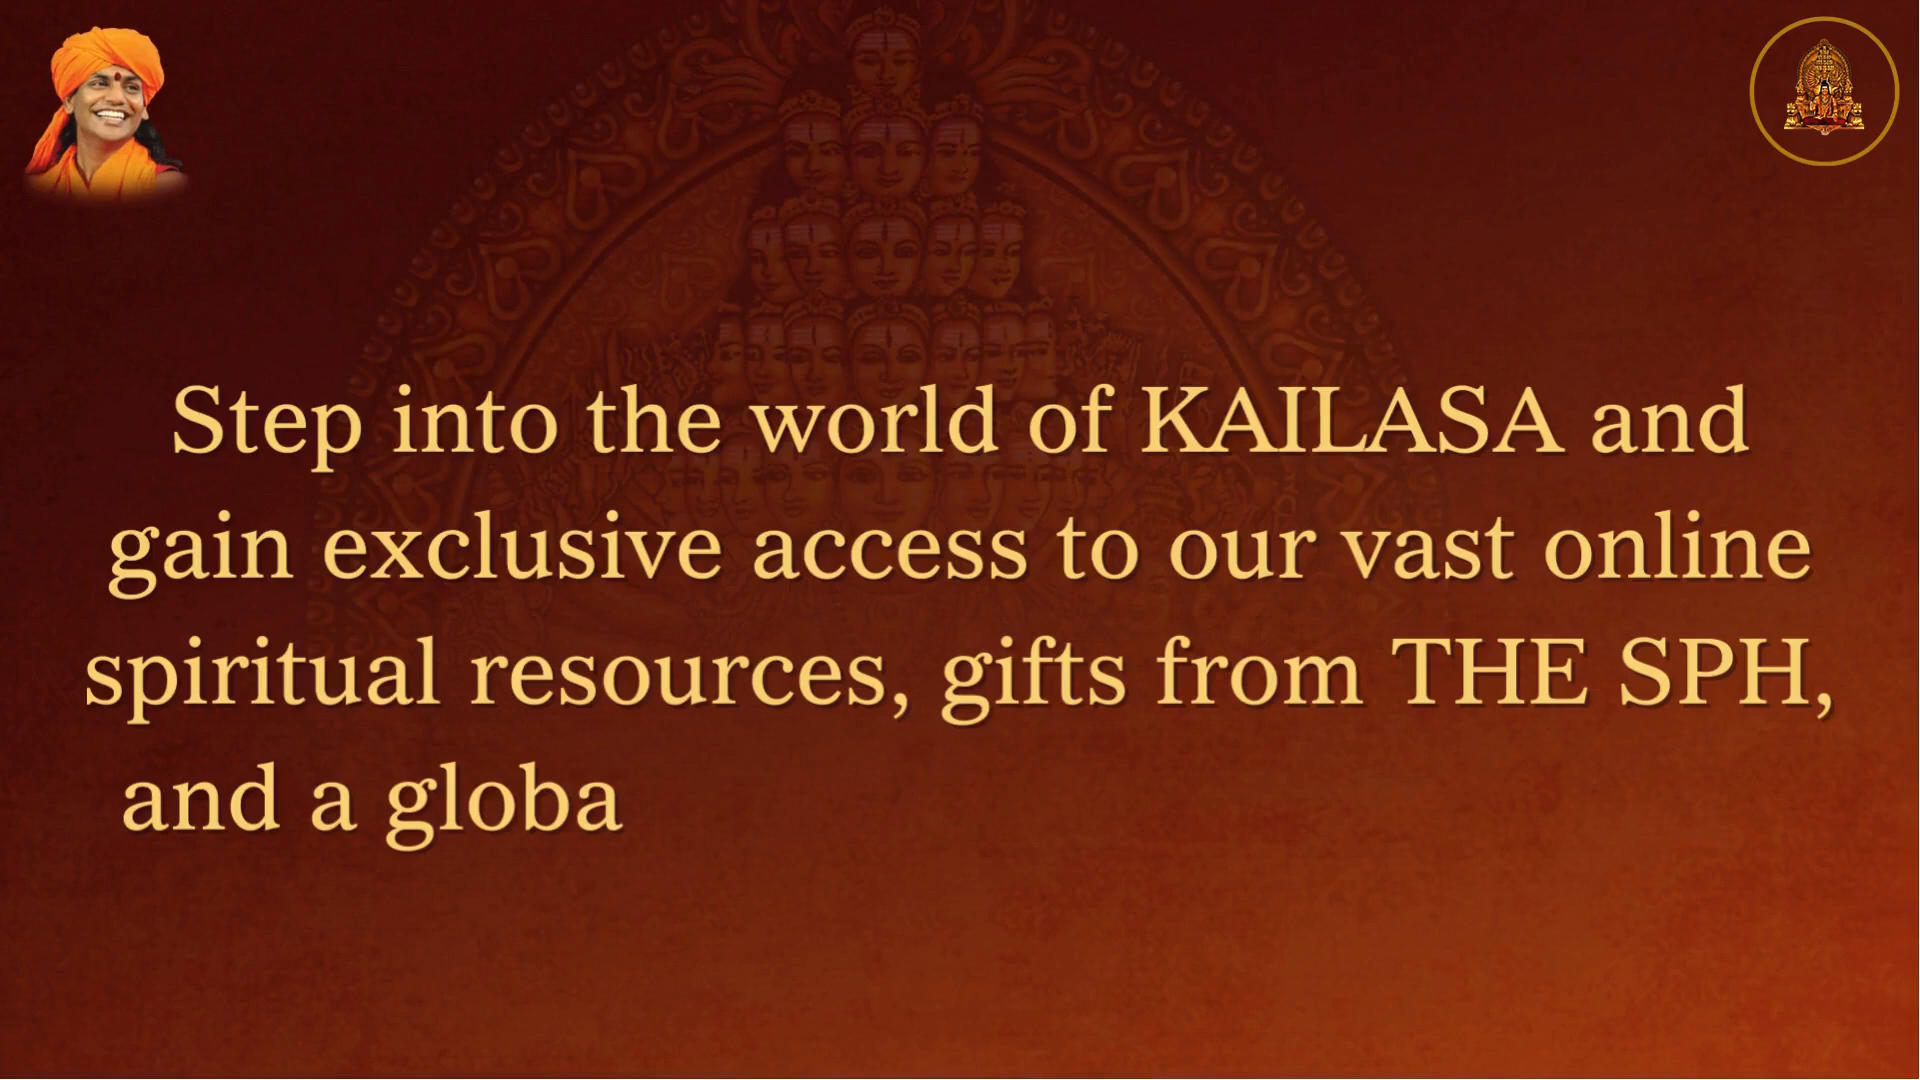 Step into the world of KAILASA and
gain exclusive access to our vast online
spiritual resources, gifts from THE SPH,
and a globa